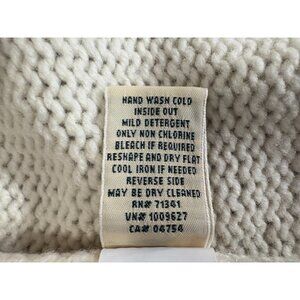 HAND WASH COLD
INSIDE OUT
MILD DETERGENT
ONLY NON CHLORINE
BLEACH IF REQUIRED
RESHAPE AND DRY FLAT
COOL IRON IF NEEDED
REVERSE SIDE
MAY BE DRY CLEANED
RN# 71341
VN# 1009627
CA# 04754